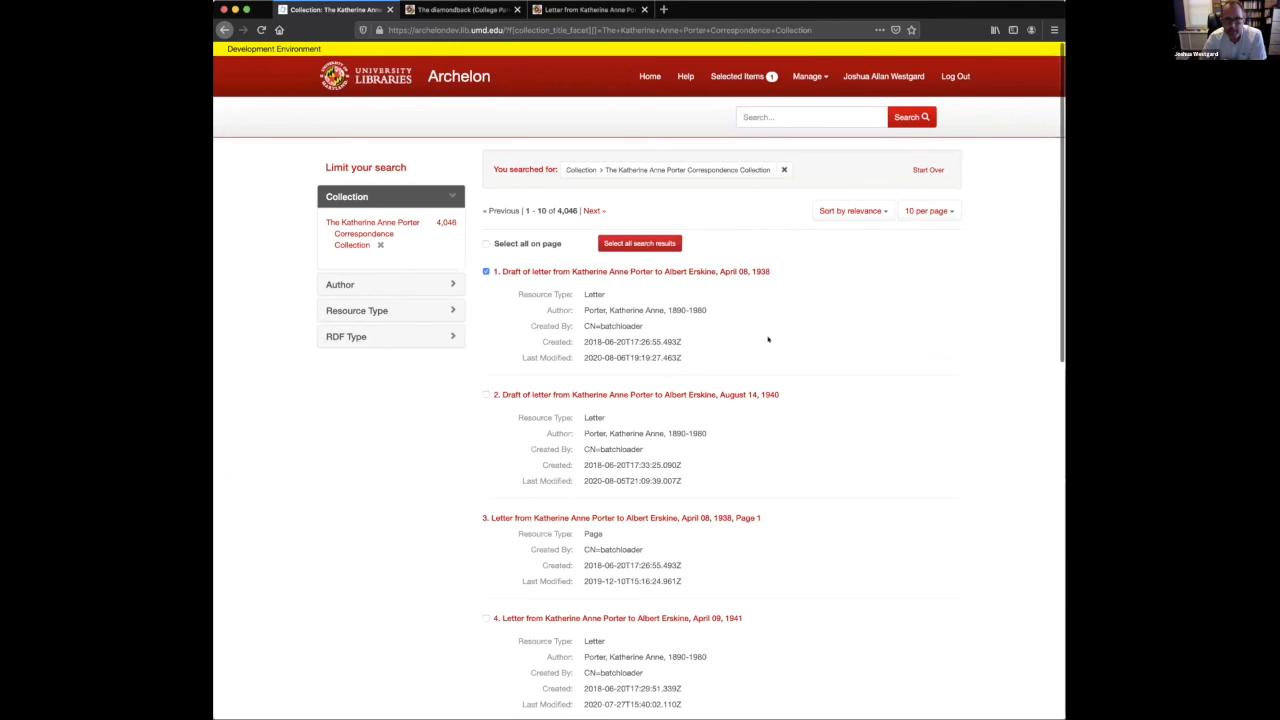 Collection: The Katherine Anne
The diamondback (College Pa
Letter from Katherine Anne Po
https://archelondev.lib.umd.edu/?f[collection_title_facet][]=The+Katherine+Anne+Porter+Correspondence+Collection
Joshua Westgard
Development Environment
UNIVERSITY LIBRARIES
Archelon
Home Help Selected Items 1 Manage Joshua Allan Westgard Log Out
Search... Search
Limit your search
You searched for: Collection > The Katherine Anne Porter Correspondence Collection ✖ Start Over
Collection
The Katherine Anne Porter 4,046
Correspondence
Collection ✖
Author
Resource Type
RDF Type
« Previous | 1 - 10 of 4,046 | Next »
Sort by relevance 10 per page
Select all on page Select all search results
1. Draft of letter from Katherine Anne Porter to Albert Erskine, April 08, 1938
Resource Type: Letter
Author: Porter, Katherine Anne, 1890-1980
Created By: CN=batchloader
Created: 2018-06-20T17:26:55.493Z
Last Modified: 2020-08-06T19:19:27.463Z
2. Draft of letter from Katherine Anne Porter to Albert Erskine, August 14, 1940
Resource Type: Letter
Author: Porter, Katherine Anne, 1890-1980
Created By: CN=batchloader
Created: 2018-06-20T17:33:25.090Z
Last Modified: 2020-08-05T21:09:39.007Z
3. Letter from Katherine Anne Porter to Albert Erskine, April 08, 1938, Page 1
Resource Type: Page
Created By: CN=batchloader
Created: 2018-06-20T17:26:55.493Z
Last Modified: 2019-12-10T15:16:24.961Z
4. Letter from Katherine Anne Porter to Albert Erskine, April 09, 1941
Resource Type: Letter
Author: Porter, Katherine Anne, 1890-1980
Created By: CN=batchloader
Created: 2018-06-20T17:29:51.339Z
Last Modified: 2020-07-27T15:40:02.110Z